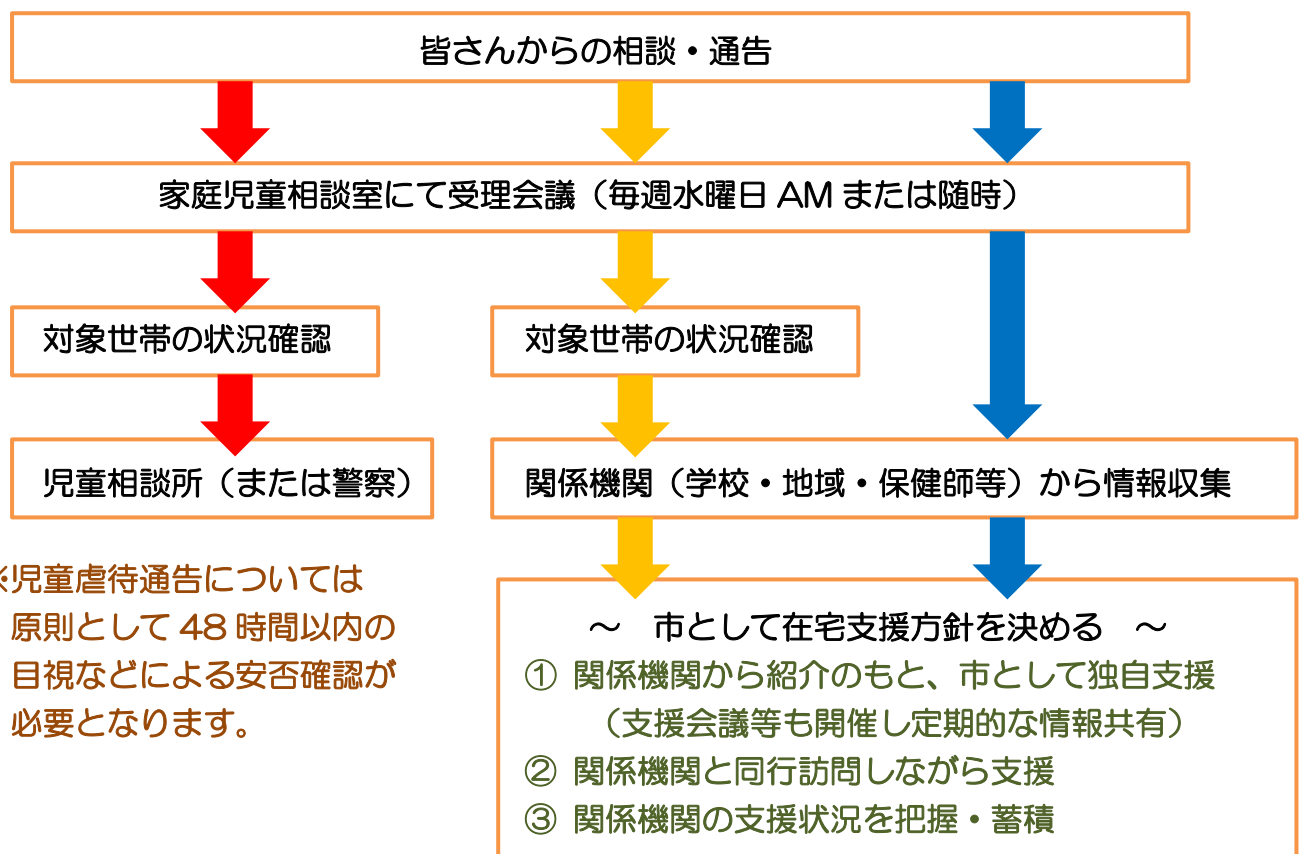 皆さんからの相談・通告
家庭児童相談室にて受理会議（毎週水曜日 AM または随時）
対象世帯の状況確認
対象世帯の状況確認
児童相談所（または警察）
関係機関（学校・地域・保健師等）から情報収集
※児童虐待通告については
原則として 48 時間以内の
目視などによる安否確認が
必要となります。
～　市として在宅支援方針を決める　～
① 関係機関から紹介のもと、市として独自支援
（支援会議等も開催し定期的な情報共有）
② 関係機関と同行訪問しながら支援
③ 関係機関の支援状況を把握・蓄積